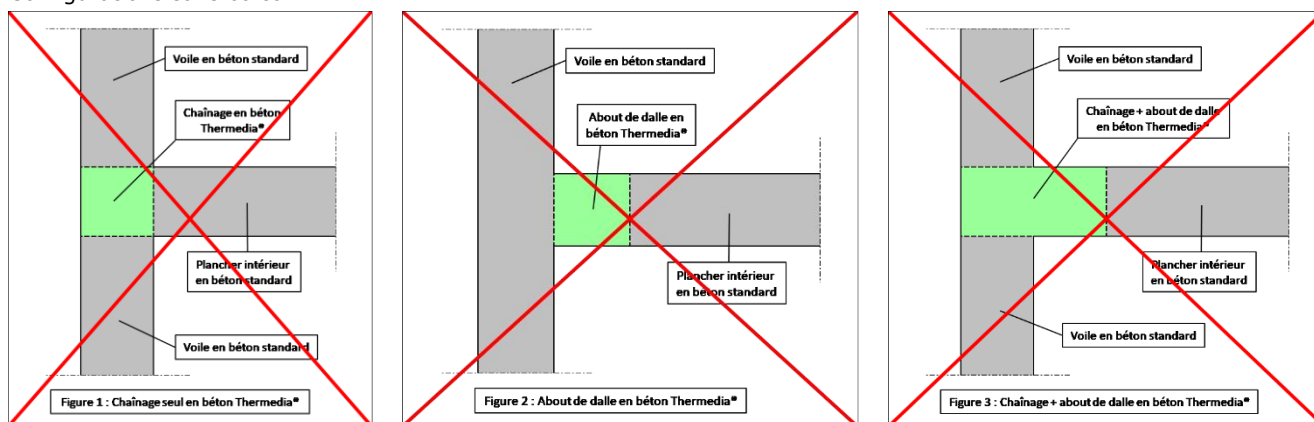 Voile en béton standard
Chaînage en béton
Thermedia®
Plancher intérieur
en béton standard
Voile en béton standard
Figure 1 : Chaînage seul en béton Thermedia®
Voile en béton standard
About de dalle en
béton Thermedia®
Plancher intérieur
en béton standard
Figure 2 : About de dalle en béton Thermedia®
Voile en béton standard
Chaînage + about de dalle
en béton Thermedia®
Plancher intérieur
en béton standard
Voile en béton standard
Figure 3 : Chaînage + about de dalle en béton Thermedia®